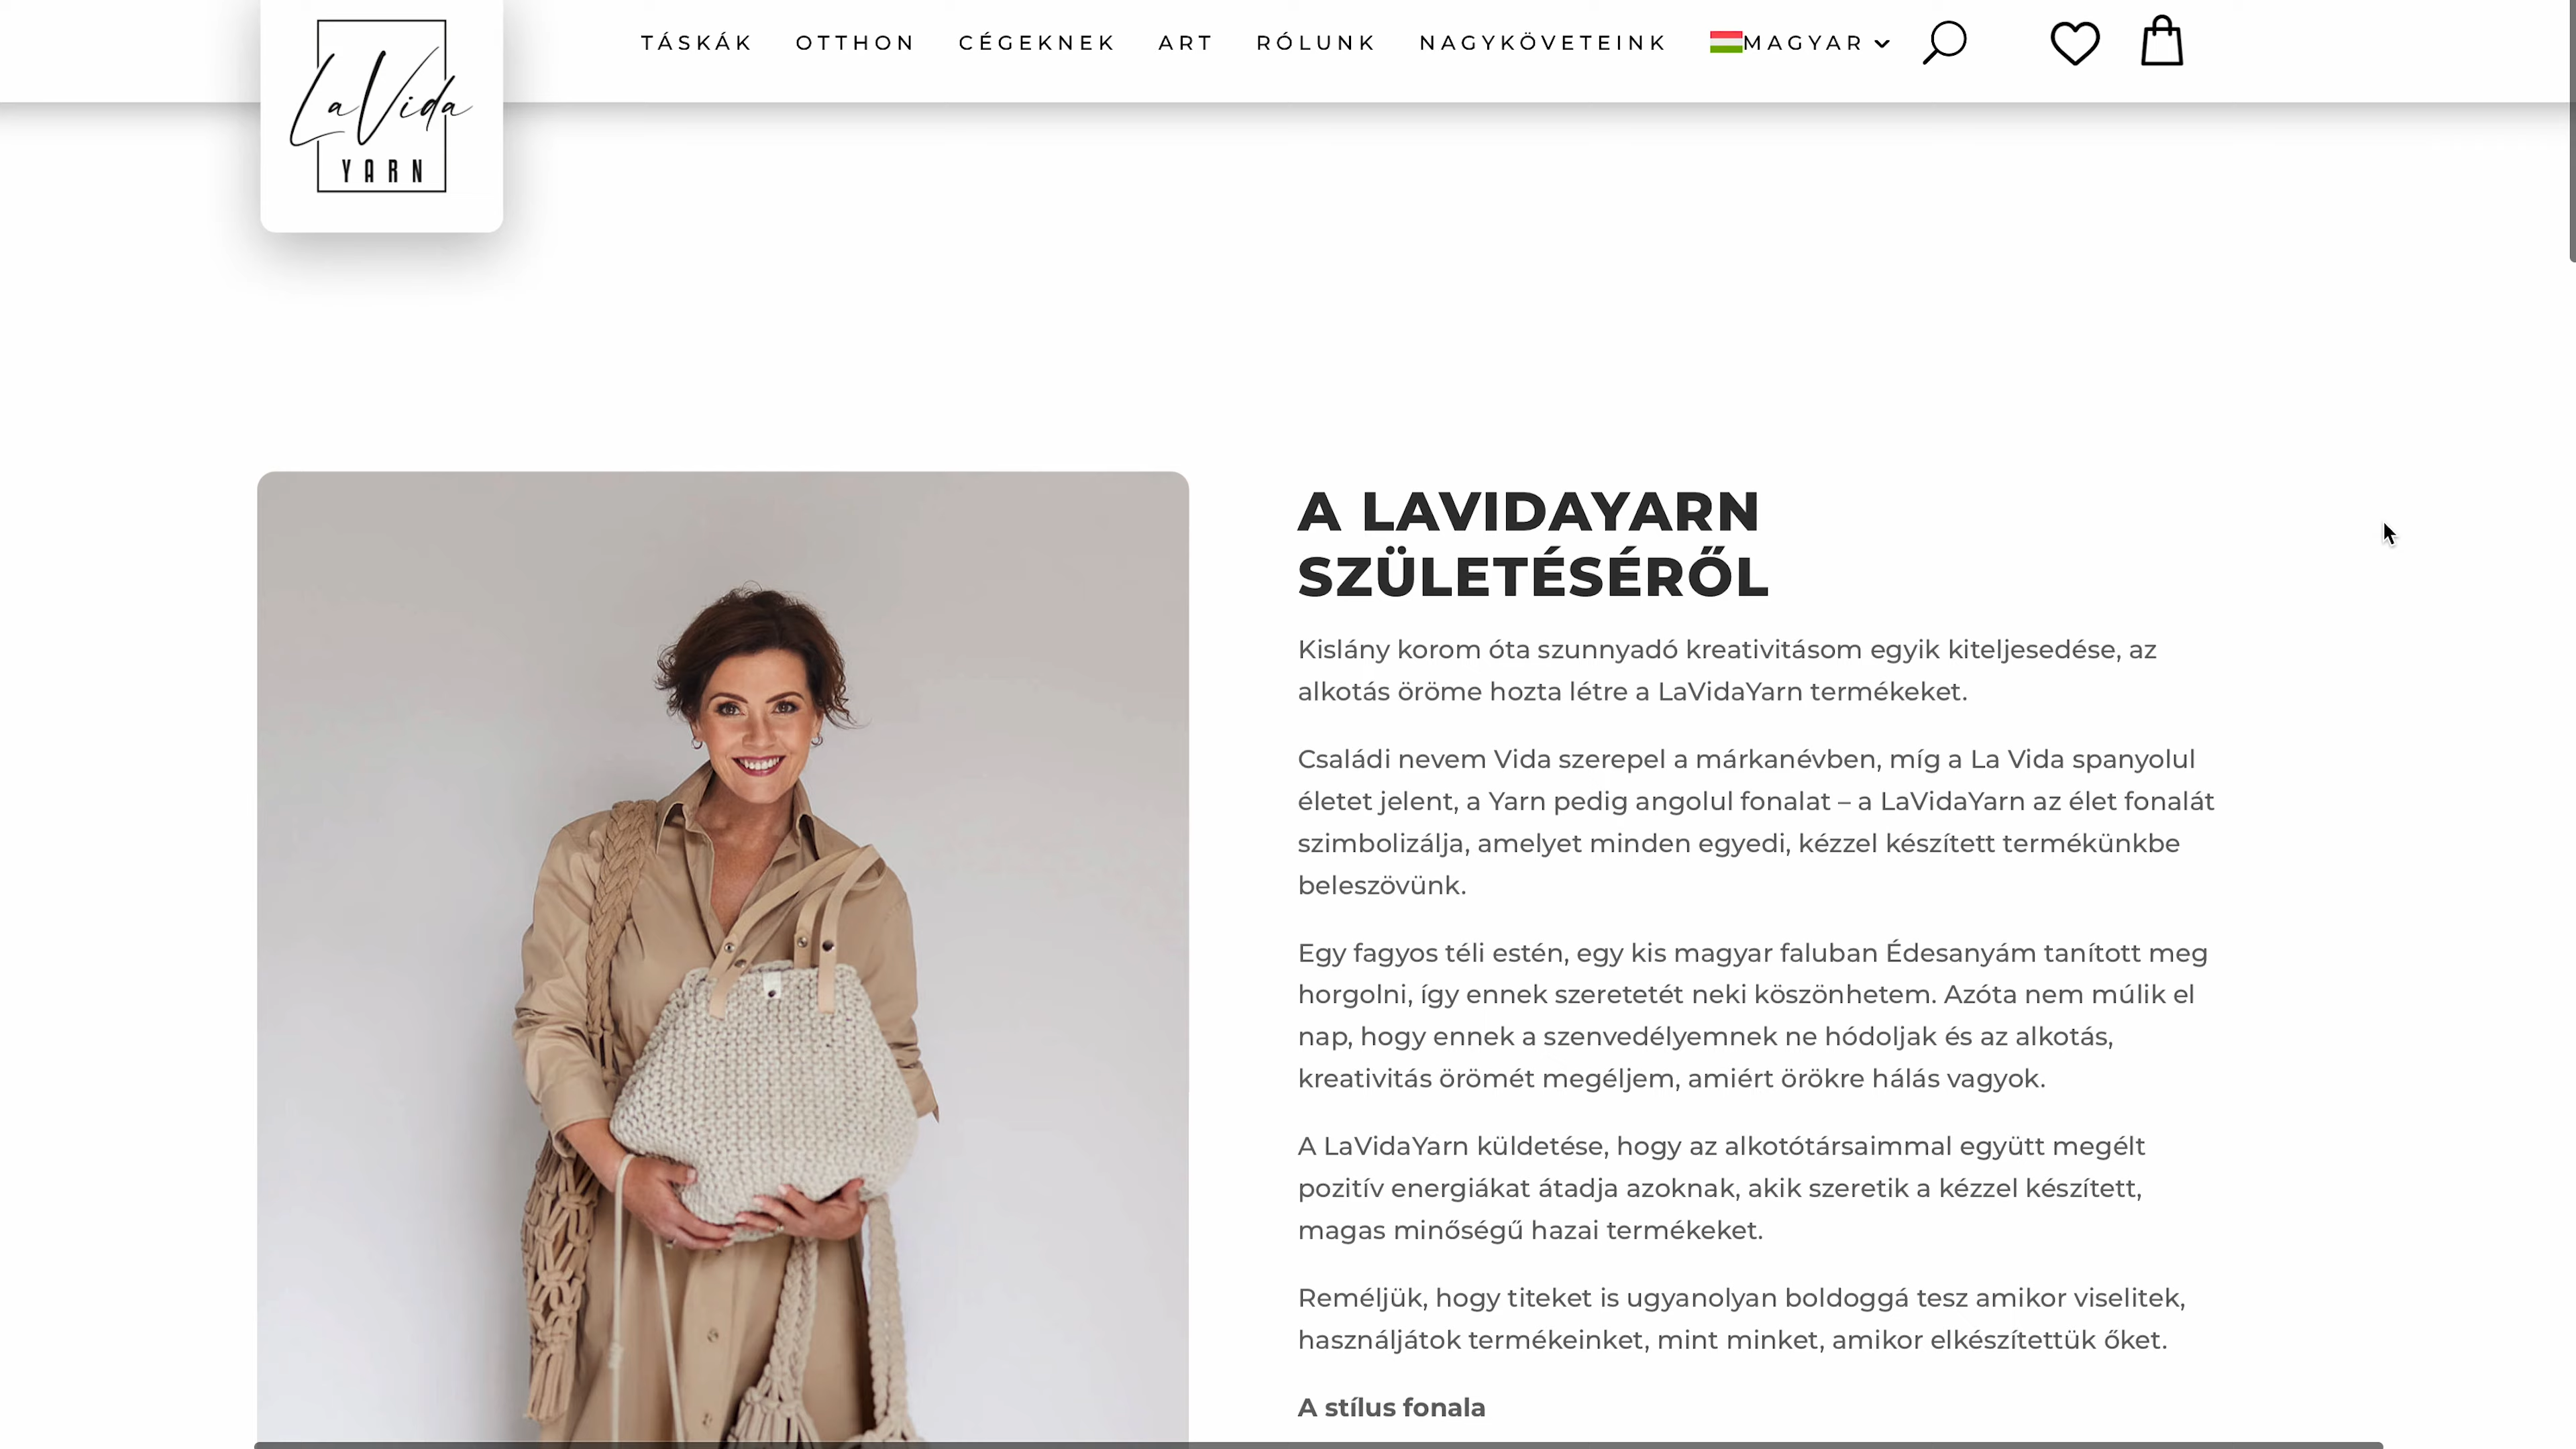 LaVida
YARN
TÁSKÁK OTTHON CÉGEKNEK ART RÓLUNK NAGYKÖVETEINK MAGYAR
A LAVIDAYARN
SZÜLETÉSÉRŐL
Kislány korom óta szunnyadó kreativitásom egyik kiteljesedése, az
alkotás öröme hozta létre a LaVidaYarn termékeket.
Családi nevem Vida szerepel a márkanévben, míg a La Vida spanyolul
életet jelent, a Yarn pedig angolul fonalat – a LaVidaYarn az élet fonalát
szimbolizálja, amelyet minden egyedi, kézzel készített termékünkbe
beleszövünk.
Egy fagyos téli estén, egy kis magyar faluban Édesanyám tanított meg
horgolni, így ennek szeretetét neki köszönhetem. Azóta nem múlik el
nap, hogy ennek a szenvedélyemnek ne hódoljak és az alkotás,
kreativitás örömét megéljem, amiért örökre hálás vagyok.
A LaVidaYarn küldetése, hogy az alkotótársaimmal együtt megélt
pozitív energiákat átadja azoknak, akik szeretik a kézzel készített,
magas minőségű hazai termékeket.
Reméljük, hogy titeket is ugyanolyan boldoggá tesz amikor viselitek,
használjátok termékeinket, mint minket, amikor elkészítettük őket.
A stílus fonala